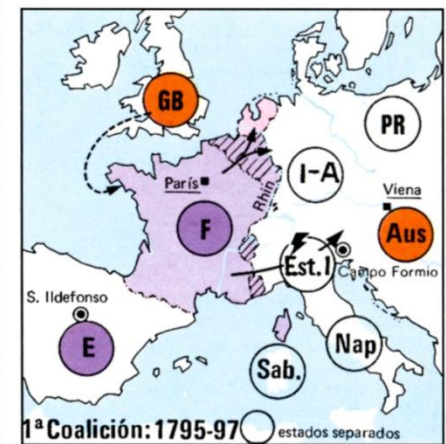 GB
PR
París
I-A
Rhin
Viena
F
Aus
Est.I
Campo Formio
S. Ildefonso
E
Nap
Sab.
1ª Coalición: 1795-97
estados separados